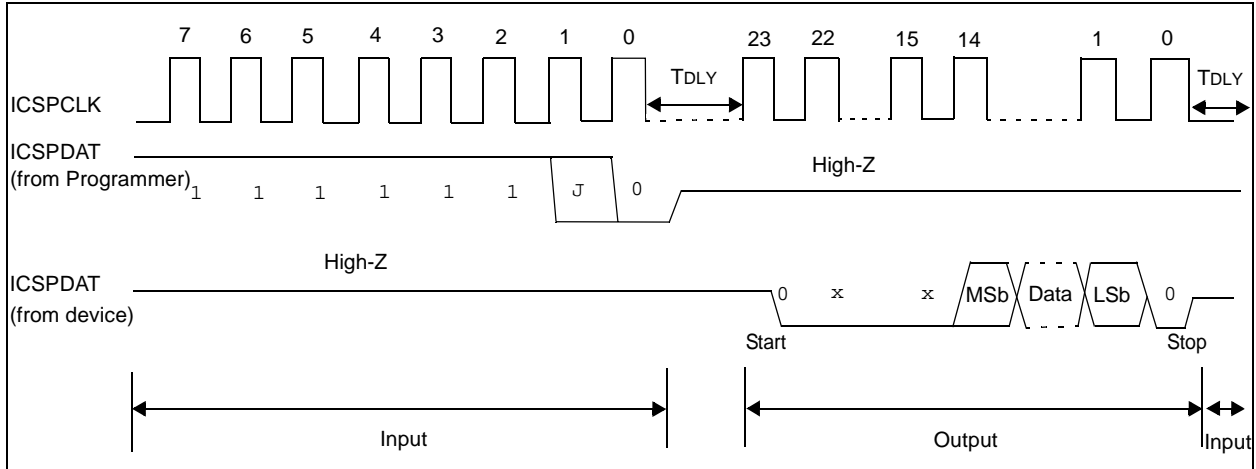 7 6 5 4 3 2 1 0 23 22 15 14 1 0
TDLY
TDLY
ICSPCLK
ICSPDAT
(from Programmer)
High-Z
1 1 1 1 1 1 J 0
High-Z
ICSPDAT
(from device)
0 x x MSb Data LSb 0
Start
Stop
Input
Output
Input